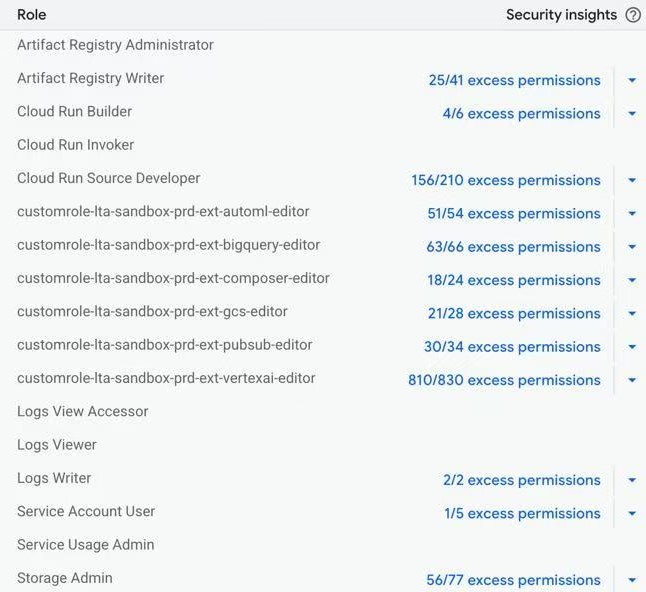 Role Security insights
Artifact Registry Administrator
Artifact Registry Writer 25/41 excess permissions
Cloud Run Builder 4/6 excess permissions
Cloud Run Invoker
Cloud Run Source Developer 156/210 excess permissions
customrole-lta-sandbox-prd-ext-automl-editor 51/54 excess permissions
customrole-lta-sandbox-prd-ext-bigquery-editor 63/66 excess permissions
customrole-lta-sandbox-prd-ext-composer-editor 18/24 excess permissions
customrole-lta-sandbox-prd-ext-gcs-editor 21/28 excess permissions
customrole-lta-sandbox-prd-ext-pubsub-editor 30/34 excess permissions
customrole-lta-sandbox-prd-ext-vertexai-editor 810/830 excess permissions
Logs View Accessor
Logs Viewer
Logs Writer 2/2 excess permissions
Service Account User 1/5 excess permissions
Service Usage Admin
Storage Admin 56/77 excess permissions